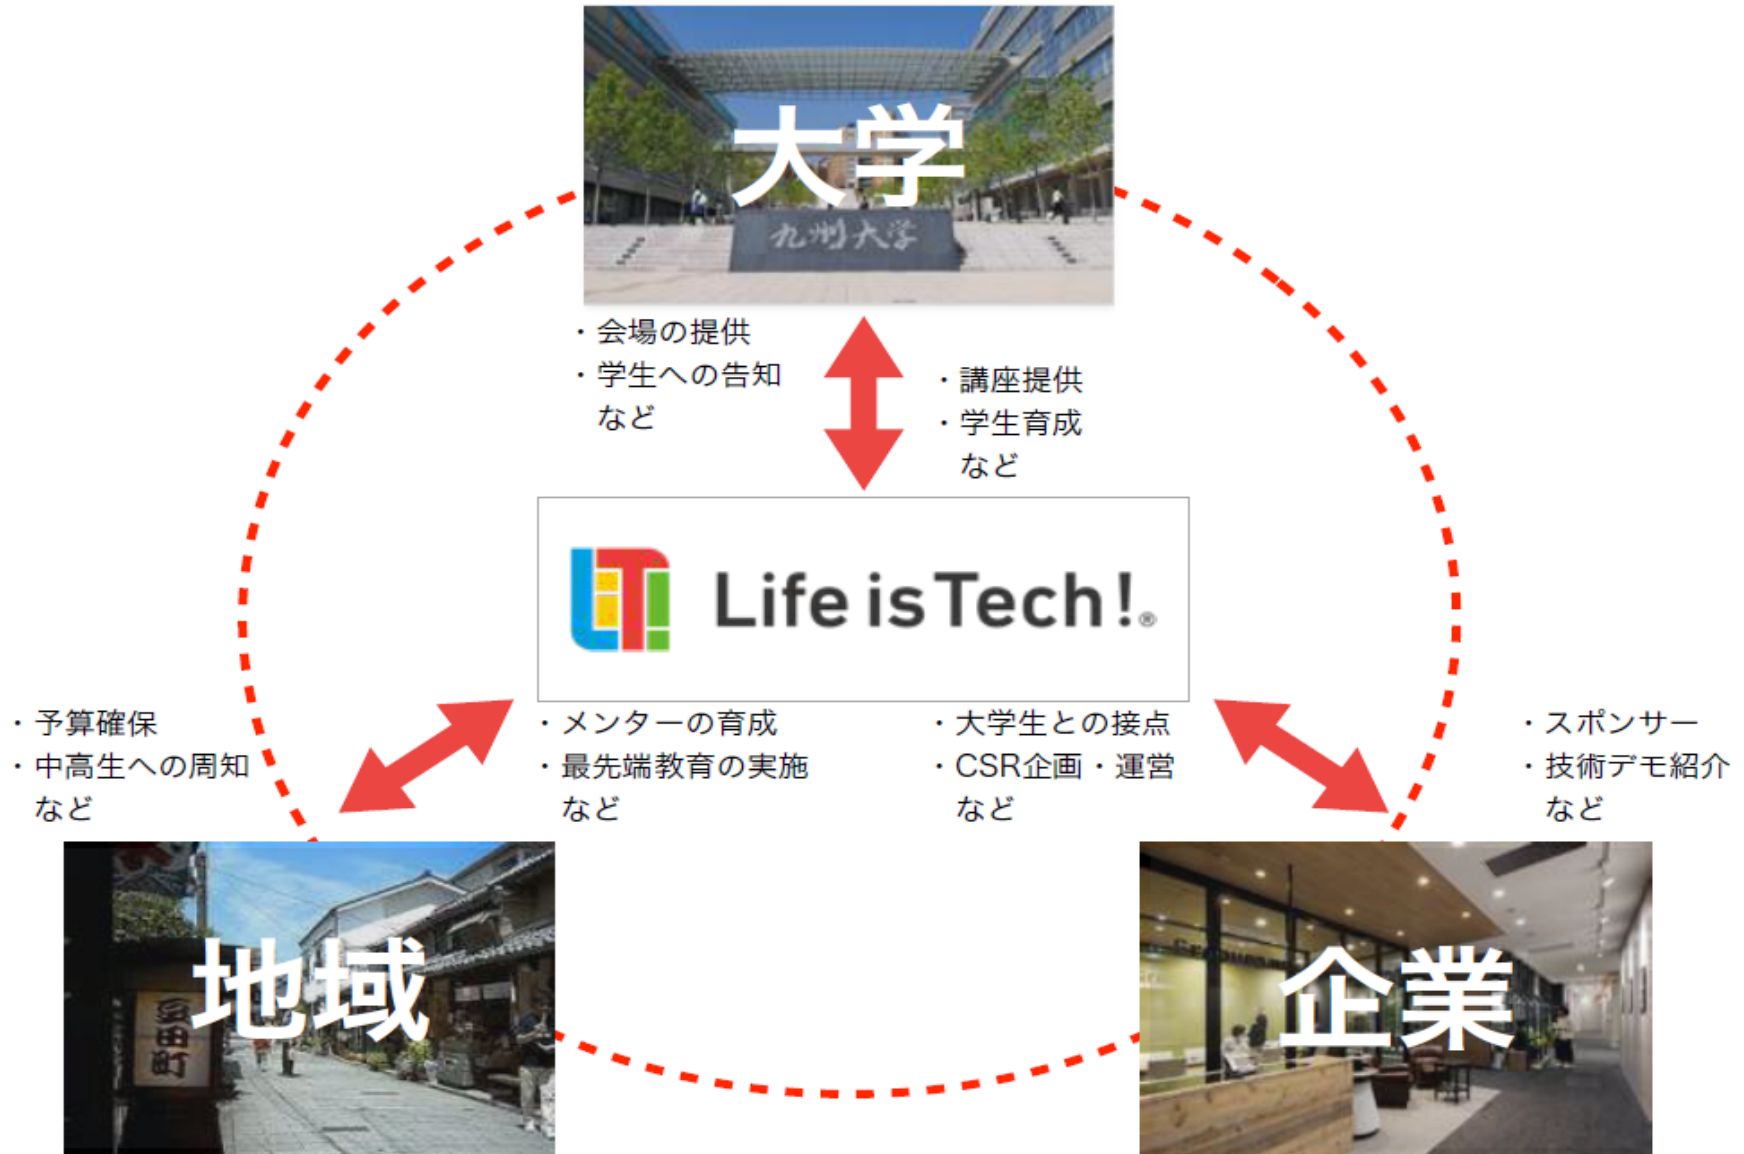 大学
九州大学
・会場の提供
・学生への告知
など
・講座提供
・学生育成
など
LIT!
Life is Tech!®
・予算確保
・中高生への周知
など
・メンターの育成
・最先端教育の実施
など
・大学生との接点
・CSR企画・運営
など
・スポンサー
・技術デモ紹介
など
地域
豆田町
企業